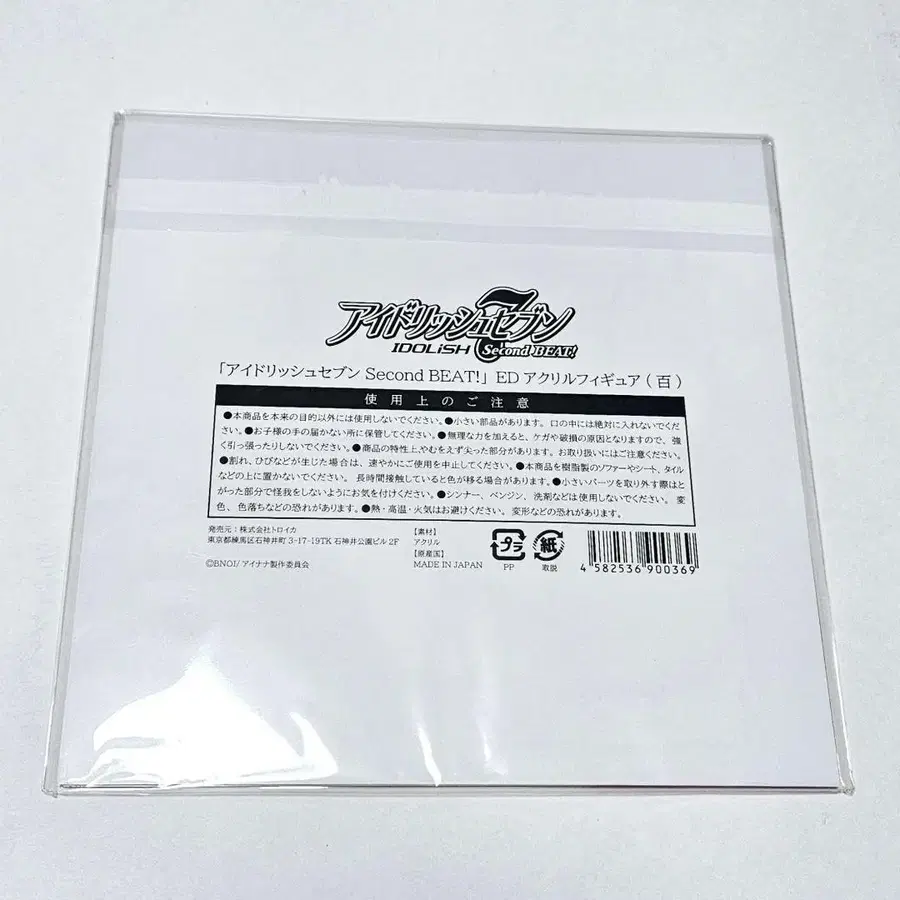 アイドリッシュセブン
IDOLiSH 7 Second BEAT!
「アイドリッシュセブン Second BEAT!」ED アクリルフィギュア(百)
使用上のご注意
●本商品を本来の目的以外には使用しないでください。●小さい部品があります。口の中には絶対に入れないでくだ
さい。●お子様の手の届かない所に保管してください。●無理な力を加えると、ケガや破損の原因となりますので、強
く引っ張ったりしないでください。●商品の特性上、やむをえず尖った部分があります。お取り扱いにはご注意ください。
●割れ、ひびなどが生じた場合は、速やかにご使用を中止してください。●本商品を樹脂製のソファーやシート、タイル
などの上に置かないでください。長時間接触していると色が移る場合があります。●小さいパーツを取り外す際はと
がった部分で怪我をしないようにお気を付けください。●シンナー、ベンジン、洗剤などは使用しないでください。変
色、色落ちなどの恐れがあります。●熱・高温・火気はお避けください。変形などの恐れがあります。
発売元:株式会社トロイカ
東京都練馬区石神井町 3-17-19TK 石神井公園ビル 2F
©BNOI/アイナナ製作委員会
【素材】
アクリル
【原産国】
MADE IN JAPAN
プラ
PP
紙
取説
4 582536 900369